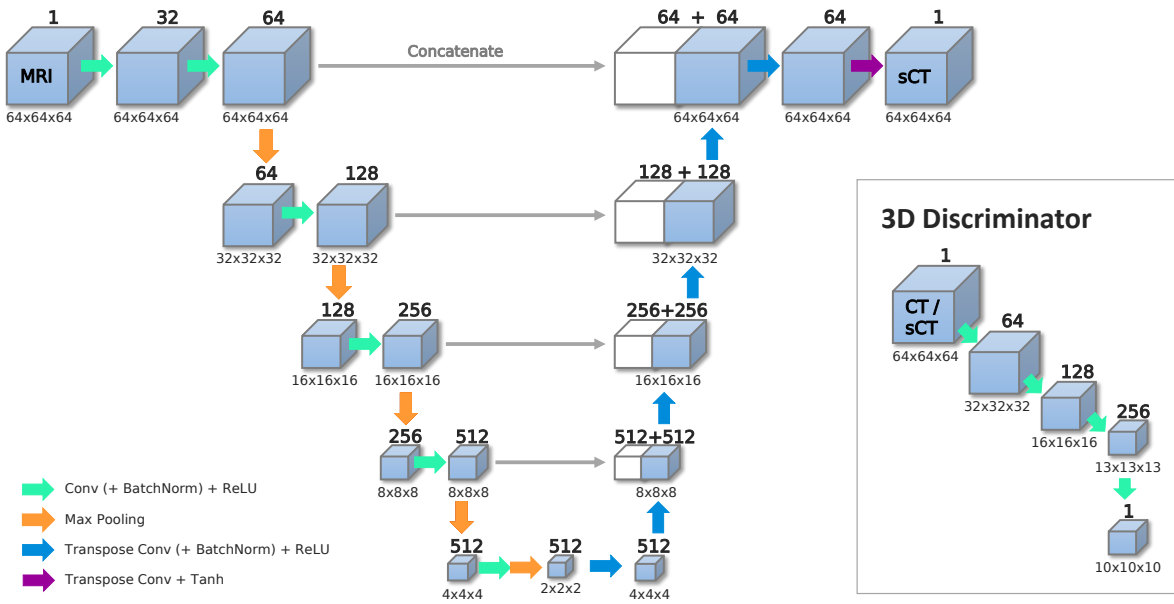 1 32 64 64 + 64 64 1
MRI Concatenate sCT
64x64x64 64x64x64 64x64x64 64x64x64 64x64x64 64x64x64
64 128 128 + 128
32x32x32 32x32x32 32x32x32
128 256 256+256
16x16x16 16x16x16 16x16x16
256 512 512+512
8x8x8 8x8x8 8x8x8
512 512 512
4x4x4 2x2x2 4x4x4
Conv (+ BatchNorm) + ReLU
Max Pooling
Transpose Conv (+ BatchNorm) + ReLU
Transpose Conv + Tanh
3D Discriminator
1
CT /
sCT
64x64x64
64
32x32x32
128
16x16x16
256
13x13x13
1
10x10x10